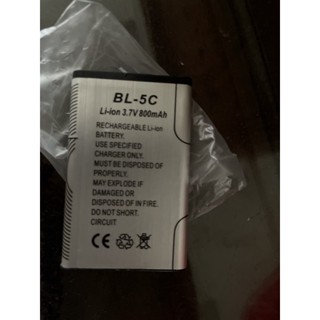 BL-5C
Li-Ion 3.7V 800mAh
RECHARGEABLE Li-ion
BATTERY.
USE SPECIFIED
CHARGER ONLY.
MUST BE DISPOSED OF
PROPERLY.
MAY EXPLODE IF
DAMAGED OR
DISPOSED OF IN FIRE.
DO NOT SHORT
CIRCUIT.
CE